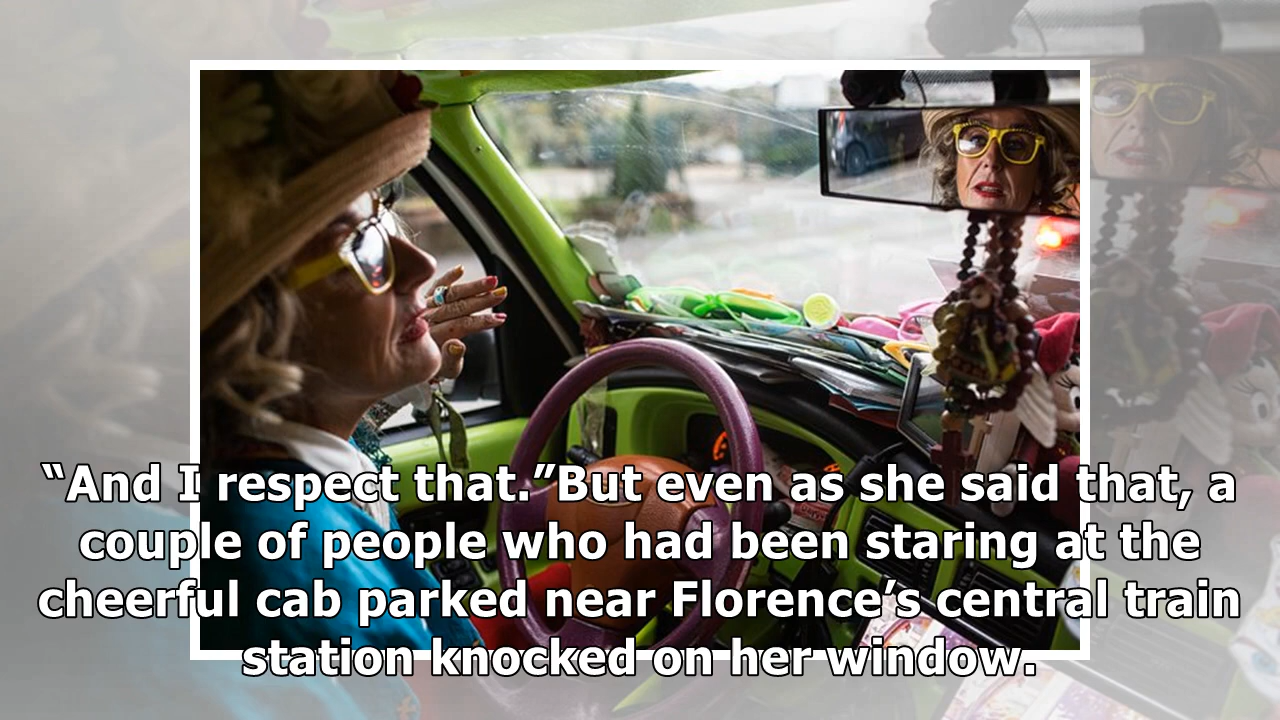 “And I respect that.”But even as she said that, a
couple of people who had been staring at the
cheerful cab parked near Florence’s central train
station knocked on her window.